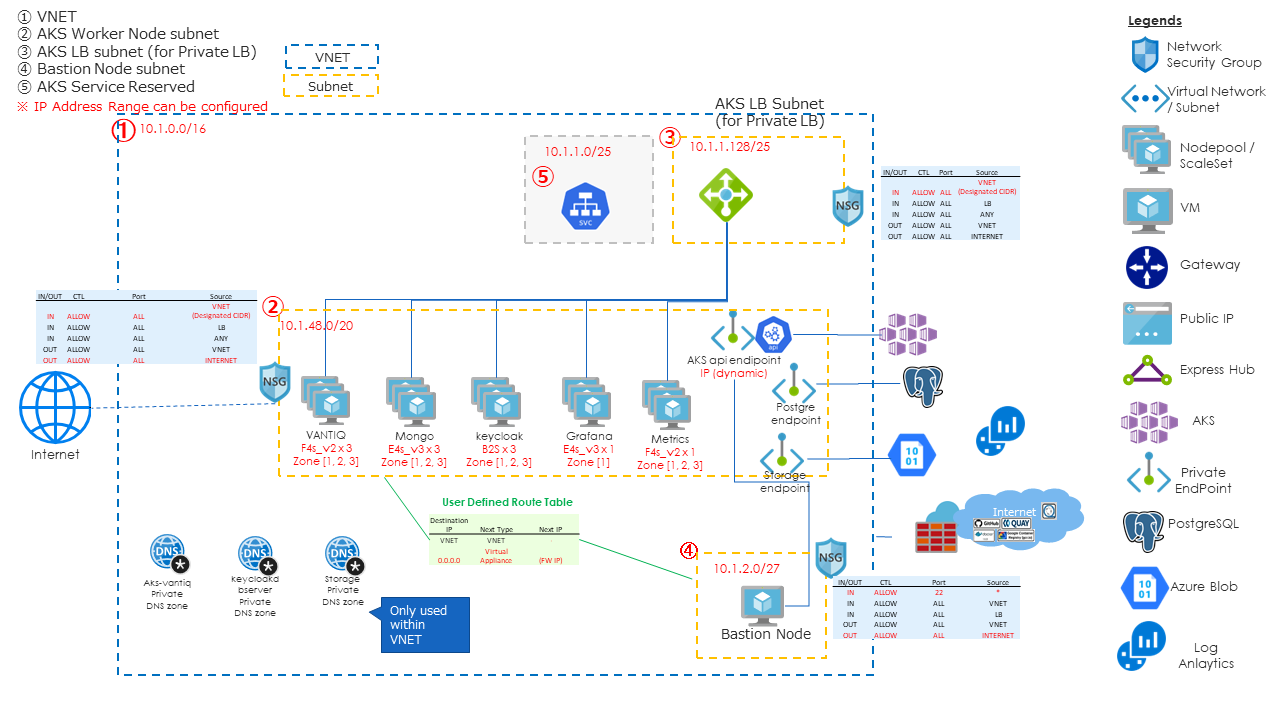 ① VNET
② AKS Worker Node subnet
③ AKS LB subnet (for Private LB)
④ Bastion Node subnet
⑤ AKS Service Reserved
※ IP Address Range can be configured
VNET
Subnet
① 10.1.0.0/16
AKS LB Subnet
(for Private LB)
10.1.1.0/25
⑤
svc
③
10.1.1.128/25
NSG
IN/OUT CTL Port Source
VNET
IN ALLOW ALL (Designated CIDR)
IN ALLOW ALL LB
IN ALLOW ALL ANY
OUT ALLOW ALL VNET
OUT ALLOW ALL INTERNET
IN/OUT CTL Port Source
VNET
IN ALLOW ALL (Designated CIDR)
IN ALLOW ALL LB
IN ALLOW ALL ANY
OUT ALLOW ALL VNET
OUT ALLOW ALL INTERNET
②
10.1.48.0/20
NSG
Internet
VANTIQ
F4s_v2 x 3
Zone [1, 2, 3]
Mongo
E4s_v3 x 3
Zone [1, 2, 3]
keycloak
B2S x 3
Zone [1, 2, 3]
Grafana
E4s_v3 x 1
Zone [1]
Metrics
F4s_v2 x 1
Zone [1, 2, 3]
api
AKS api endipoint
IP (dynamic)
Postgre
endpoint
Storage
endpoint
10
01
User Defined Route Table
Destination
IP Next Type Next IP
VNET VNET -
Virtual
0.0.0.0 Appliance (FW IP)
DNS
Aks-vantiq
Private
DNS zone
DNS
keycloakd
bserver
Private
DNS zone
DNS
Storage
Private
DNS zone
Only used
within
VNET
④
10.1.2.0/27
Bastion Node
NSG
IN/OUT CTL Port Source
IN ALLOW 22 *
IN ALLOW ALL VNET
IN ALLOW ALL LB
OUT ALLOW ALL VNET
OUT ALLOW ALL INTERNET
Internet
GitHub
QUAY
Legends
Network
Security Group
Virtual Network
/ Subnet
Nodepool /
ScaleSet
VM
Gateway
Public IP
Express Hub
AKS
Private
EndPoint
PostgreSQL
10
01
Azure Blob
Log
Anlaytics